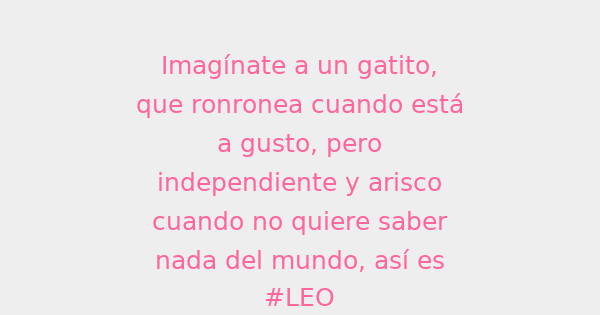 Imagínate a un gatito,
que ronronea cuando está
a gusto, pero
independiente y arisco
cuando no quiere saber
nada del mundo, así es
#LEO